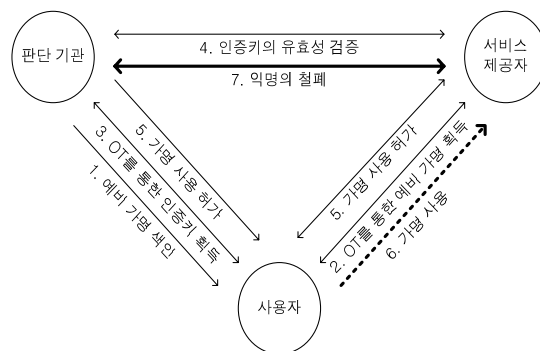 판단 기관
서비스
제공자
4. 인증키의 유효성 검증
7. 익명의 철폐
5. 가명 사용 허가
3. OT를 통한 인증키 획득
1. 예비 가명 색인
5. 가명 사용 허가
2. OT를 통한 예비 가명 획득
6. 가명 사용
사용자